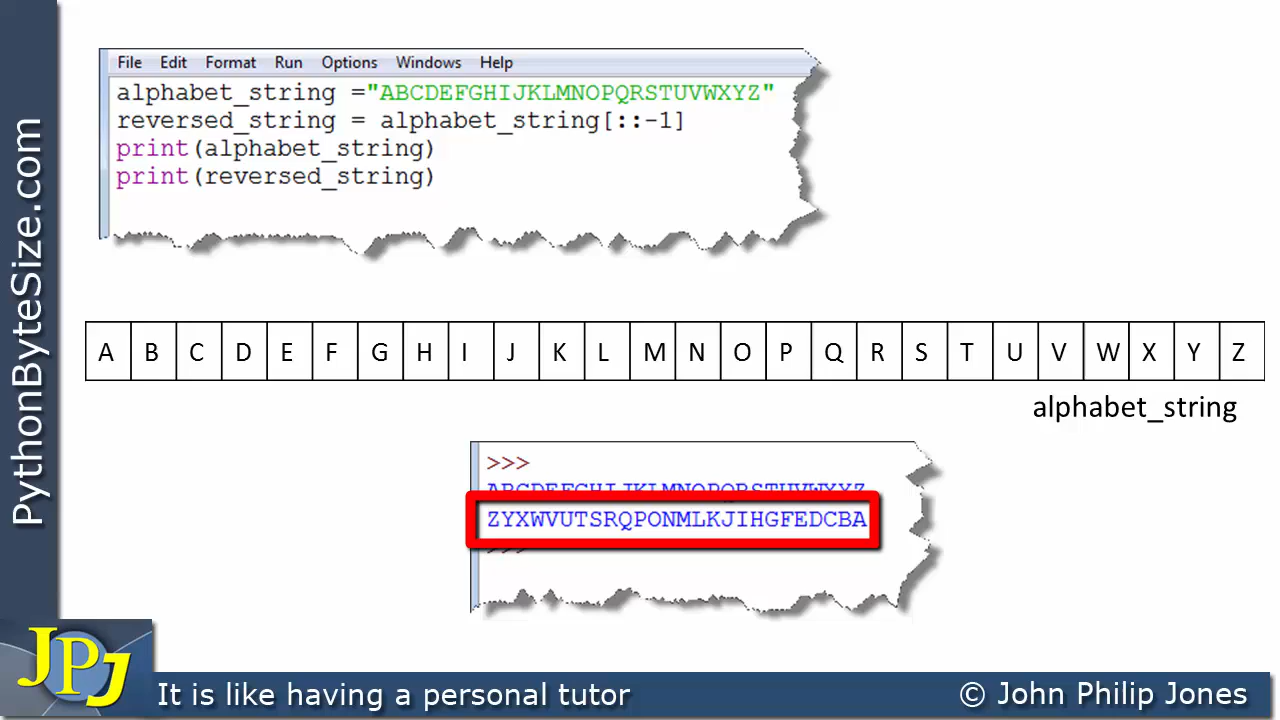 PythonByteSize.com
File Edit Format Run Options Windows Help
alphabet_string ="ABCDEFGHIJKLMNOPQRSTUVWXYZ"
reversed_string = alphabet_string[::-1]
print(alphabet_string)
print(reversed_string)
A B C D E F G H I J K L M N O P Q R S T U V W X Y Z
alphabet_string
>>>
ABCDEFGHIJKLMNOPQRSTUVWXYZ
ZYXWVUTSRQPONMLKJIHGFEDCBA
>>>
JPJ
It is like having a personal tutor
© John Philip Jones